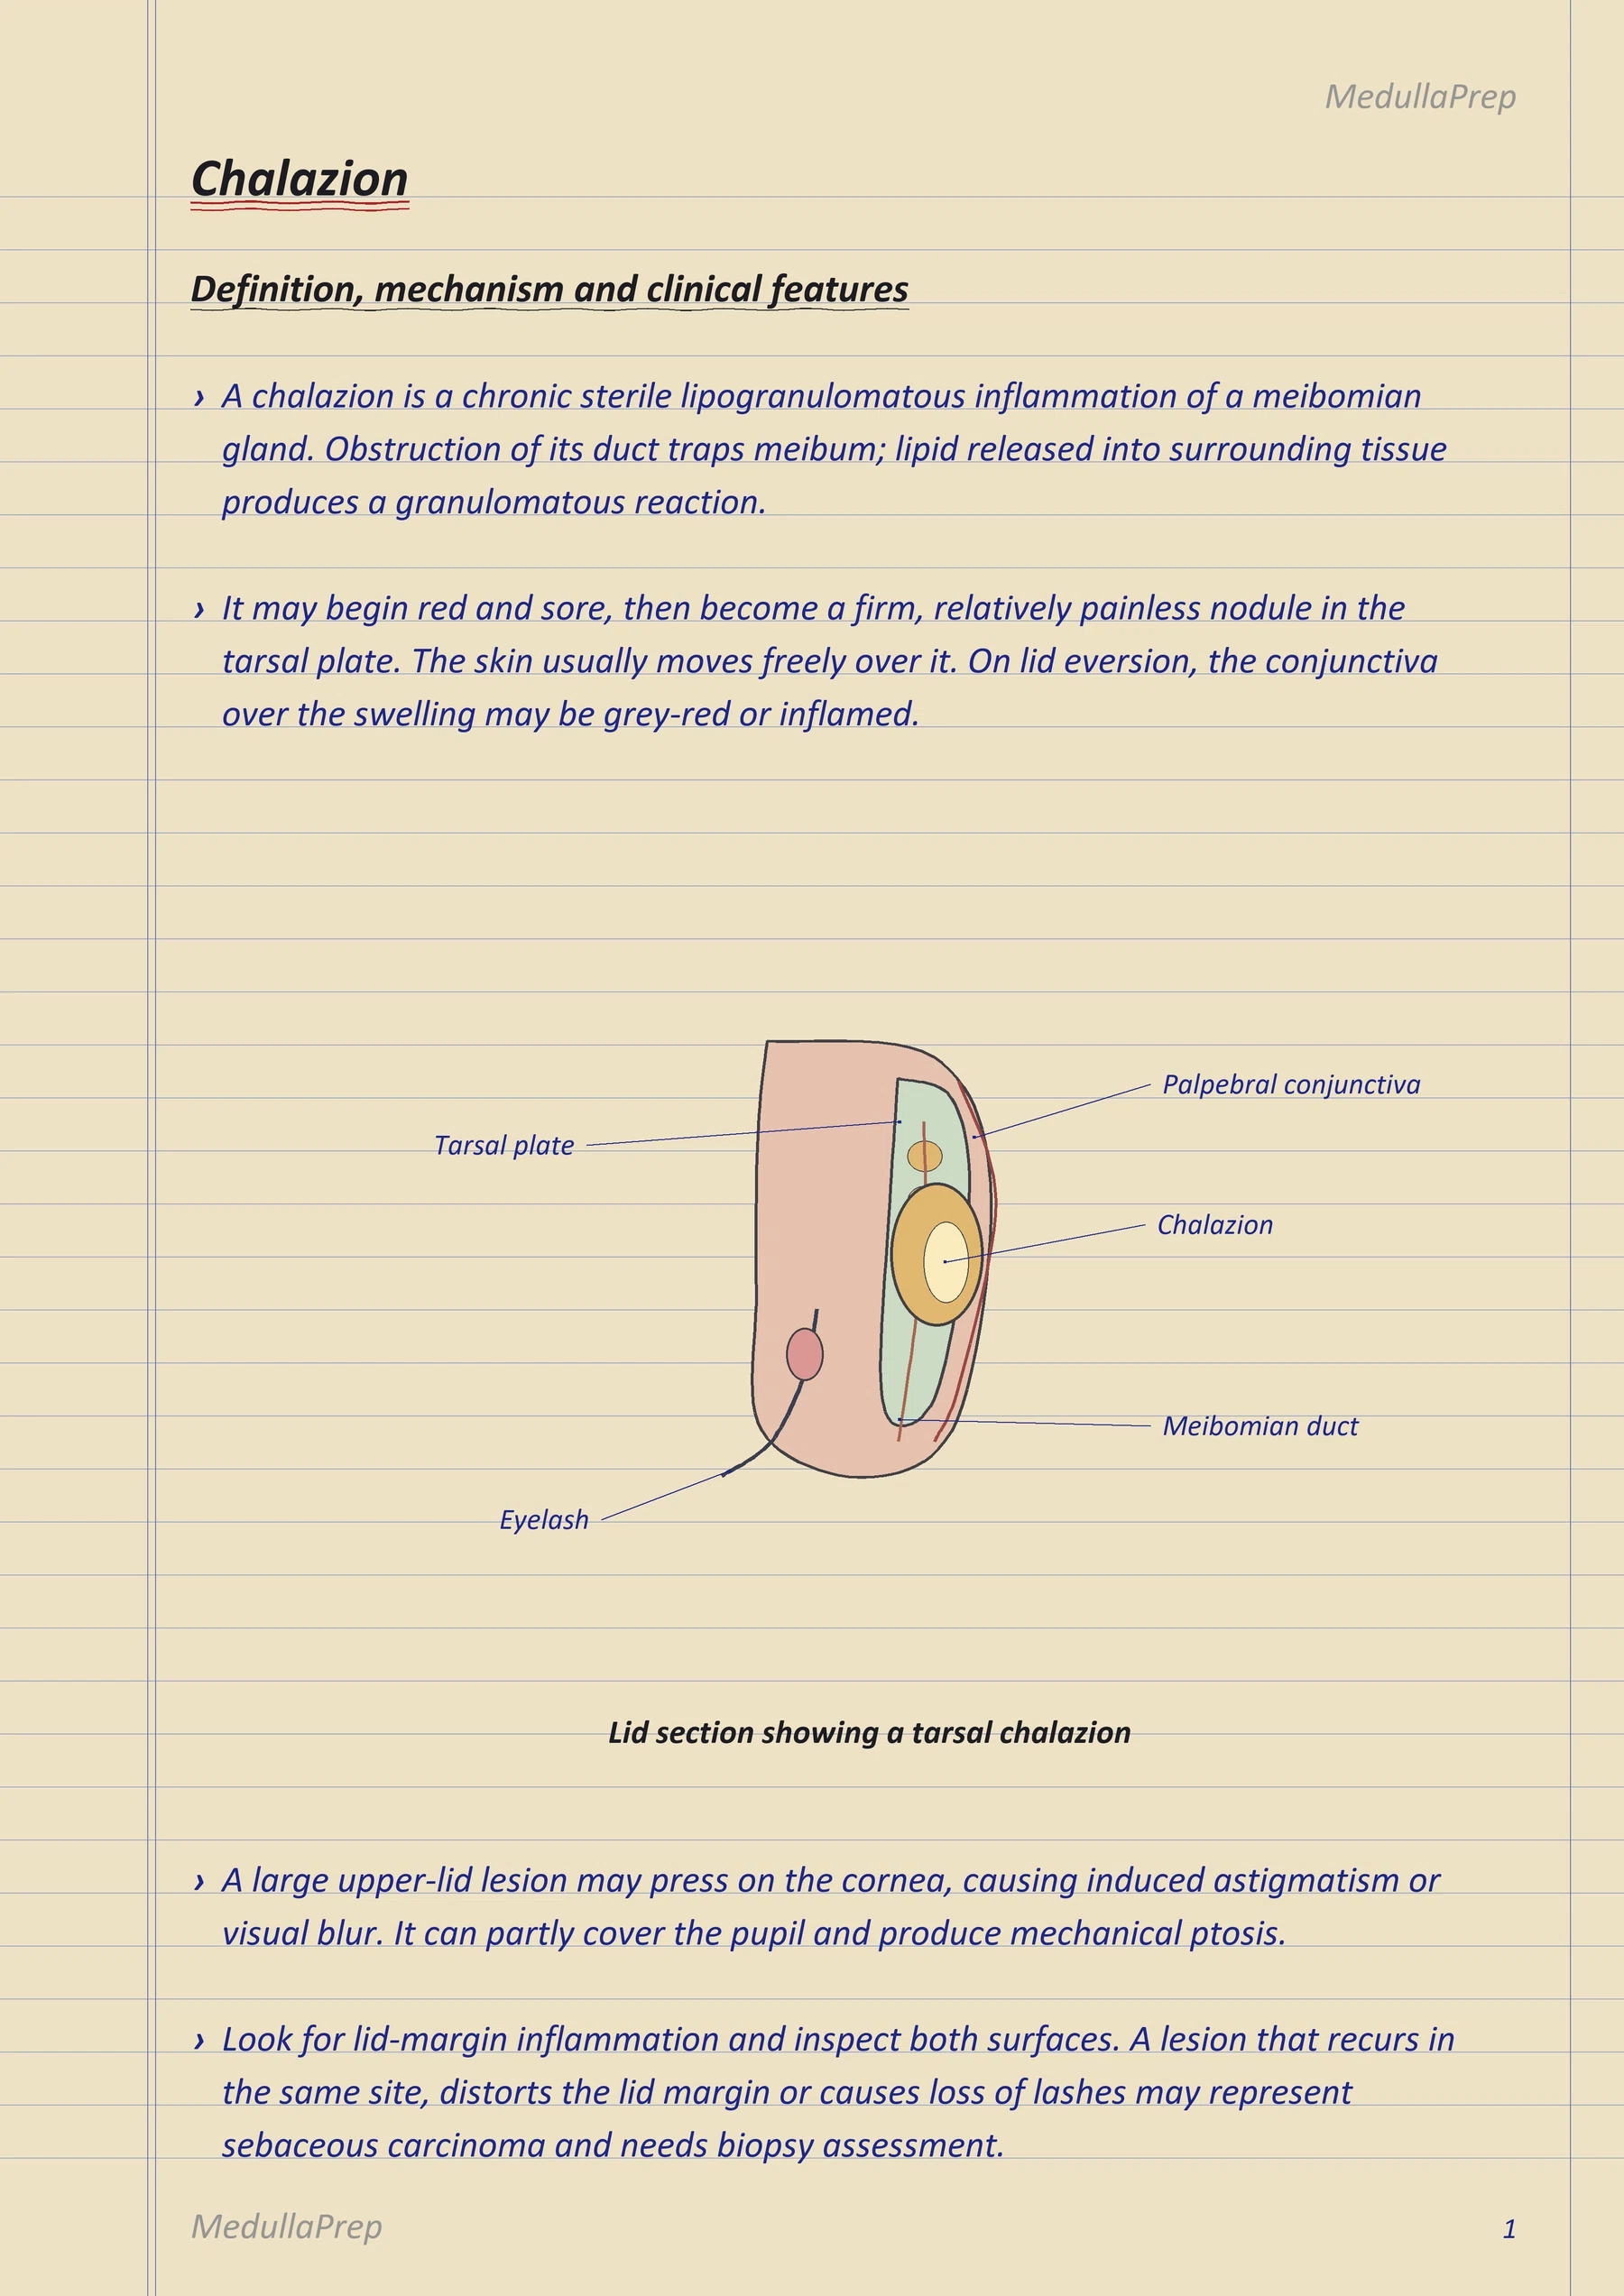 MedullaPrep
Chalazion
Definition, mechanism and clinical features
› A chalazion is a chronic sterile lipogranulomatous inflammation of a meibomian
gland. Obstruction of its duct traps meibum; lipid released into surrounding tissue
produces a granulomatous reaction.
› It may begin red and sore, then become a firm, relatively painless nodule in the
tarsal plate. The skin usually moves freely over it. On lid eversion, the conjunctiva
over the swelling may be grey-red or inflamed.
Palpebral conjunctiva
Tarsal plate
Chalazion
Meibomian duct
Eyelash
Lid section showing a tarsal chalazion
› A large upper-lid lesion may press on the cornea, causing induced astigmatism or
visual blur. It can partly cover the pupil and produce mechanical ptosis.
› Look for lid-margin inflammation and inspect both surfaces. A lesion that recurs in
the same site, distorts the lid margin or causes loss of lashes may represent
sebaceous carcinoma and needs biopsy assessment.
MedullaPrep
1